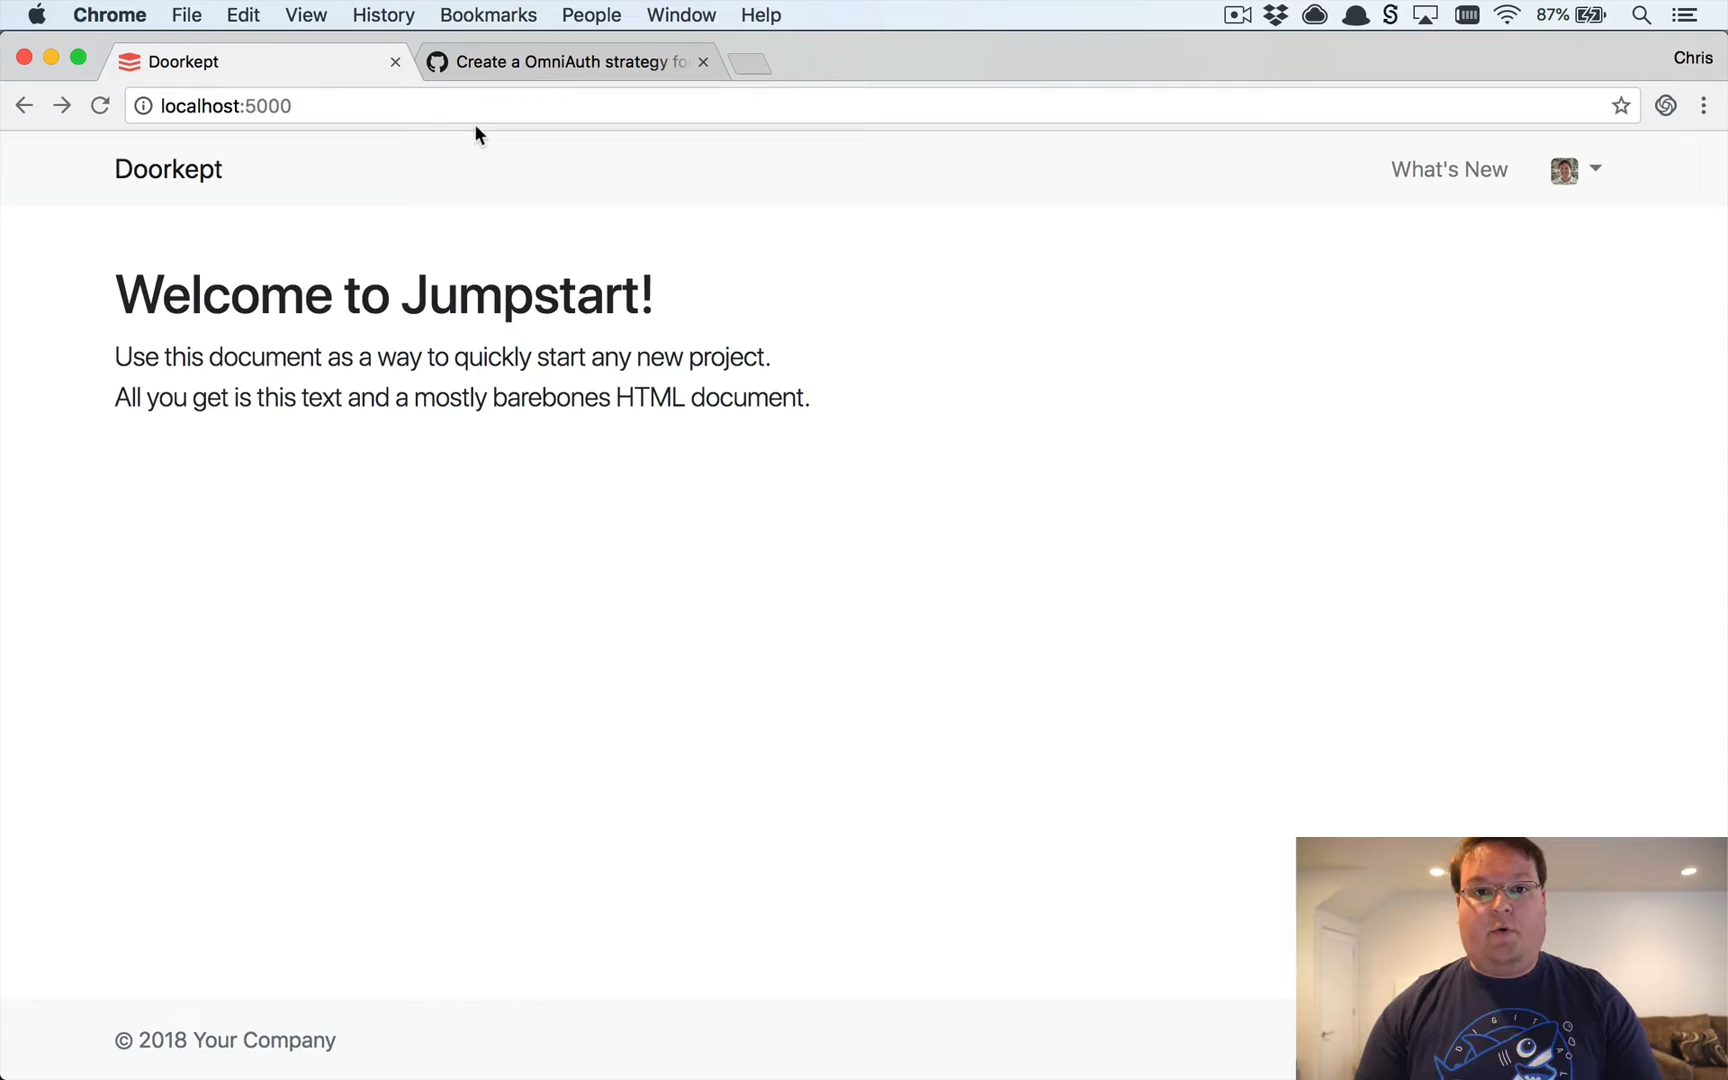 Chrome File Edit View History Bookmarks People Window Help 87%
Doorkept Create a OmniAuth strategy fo Chris
localhost:5000
Doorkept What's New
Welcome to Jumpstart!
Use this document as a way to quickly start any new project.
All you get is this text and a mostly barebones HTML document.
© 2018 Your Company
DIGIT